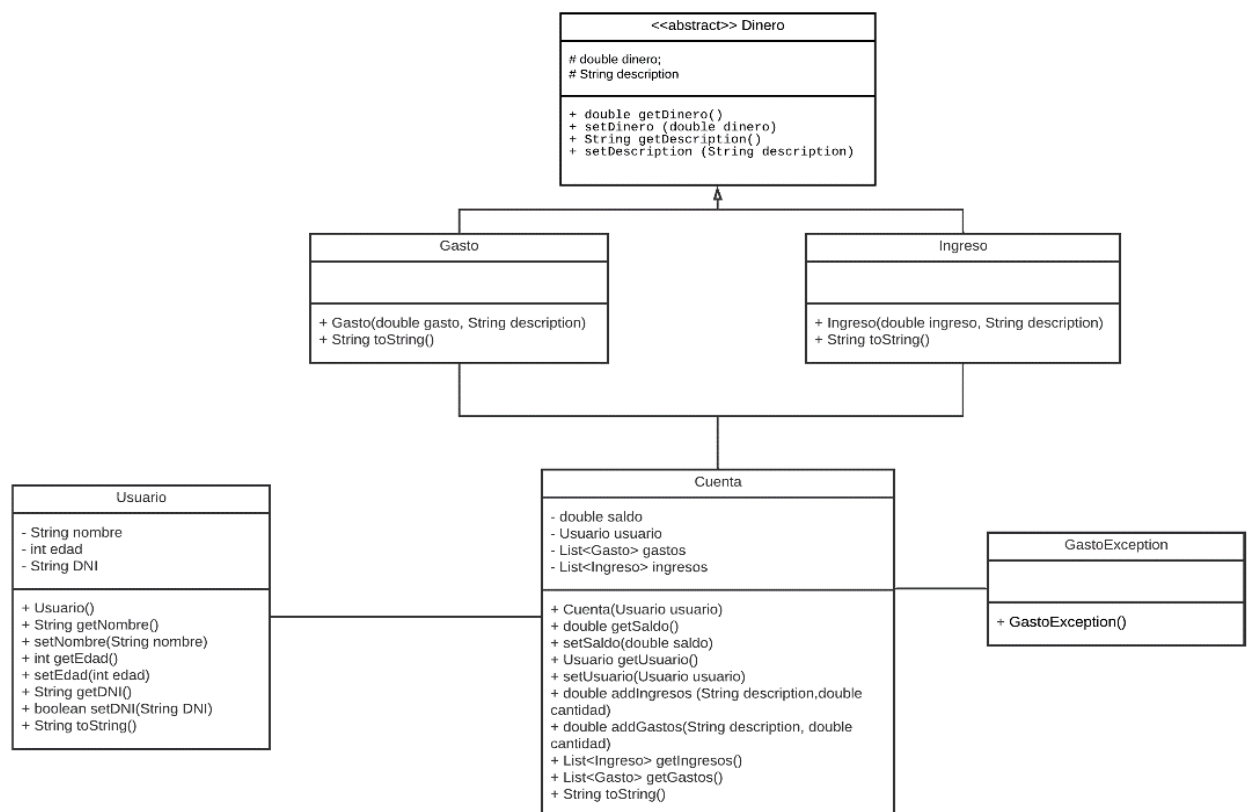 <<abstract>> Dinero
# double dinero;
# String description
+ double getDinero()
+ setDinero (double dinero)
+ String getDescription()
+ setDescription (String description)
Gasto
+ Gasto(double gasto, String description)
+ String toString()
Ingreso
+ Ingreso(double ingreso, String description)
+ String toString()
Usuario
- String nombre
- int edad
- String DNI
+ Usuario()
+ String getNombre()
+ setNombre(String nombre)
+ int getEdad()
+ setEdad(int edad)
+ String getDNI()
+ boolean setDNI(String DNI)
+ String toString()
Cuenta
- double saldo
- Usuario usuario
- List<Gasto> gastos
- List<Ingreso> ingresos
+ Cuenta(Usuario usuario)
+ double getSaldo()
+ setSaldo(double saldo)
+ Usuario getUsuario()
+ setUsuario(Usuario usuario)
+ double addIngresos (String description,double
cantidad)
+ double addGastos(String description, double
cantidad)
+ List<Ingreso> getIngresos()
+ List<Gasto> getGastos()
+ String toString()
GastoException
+ GastoException()